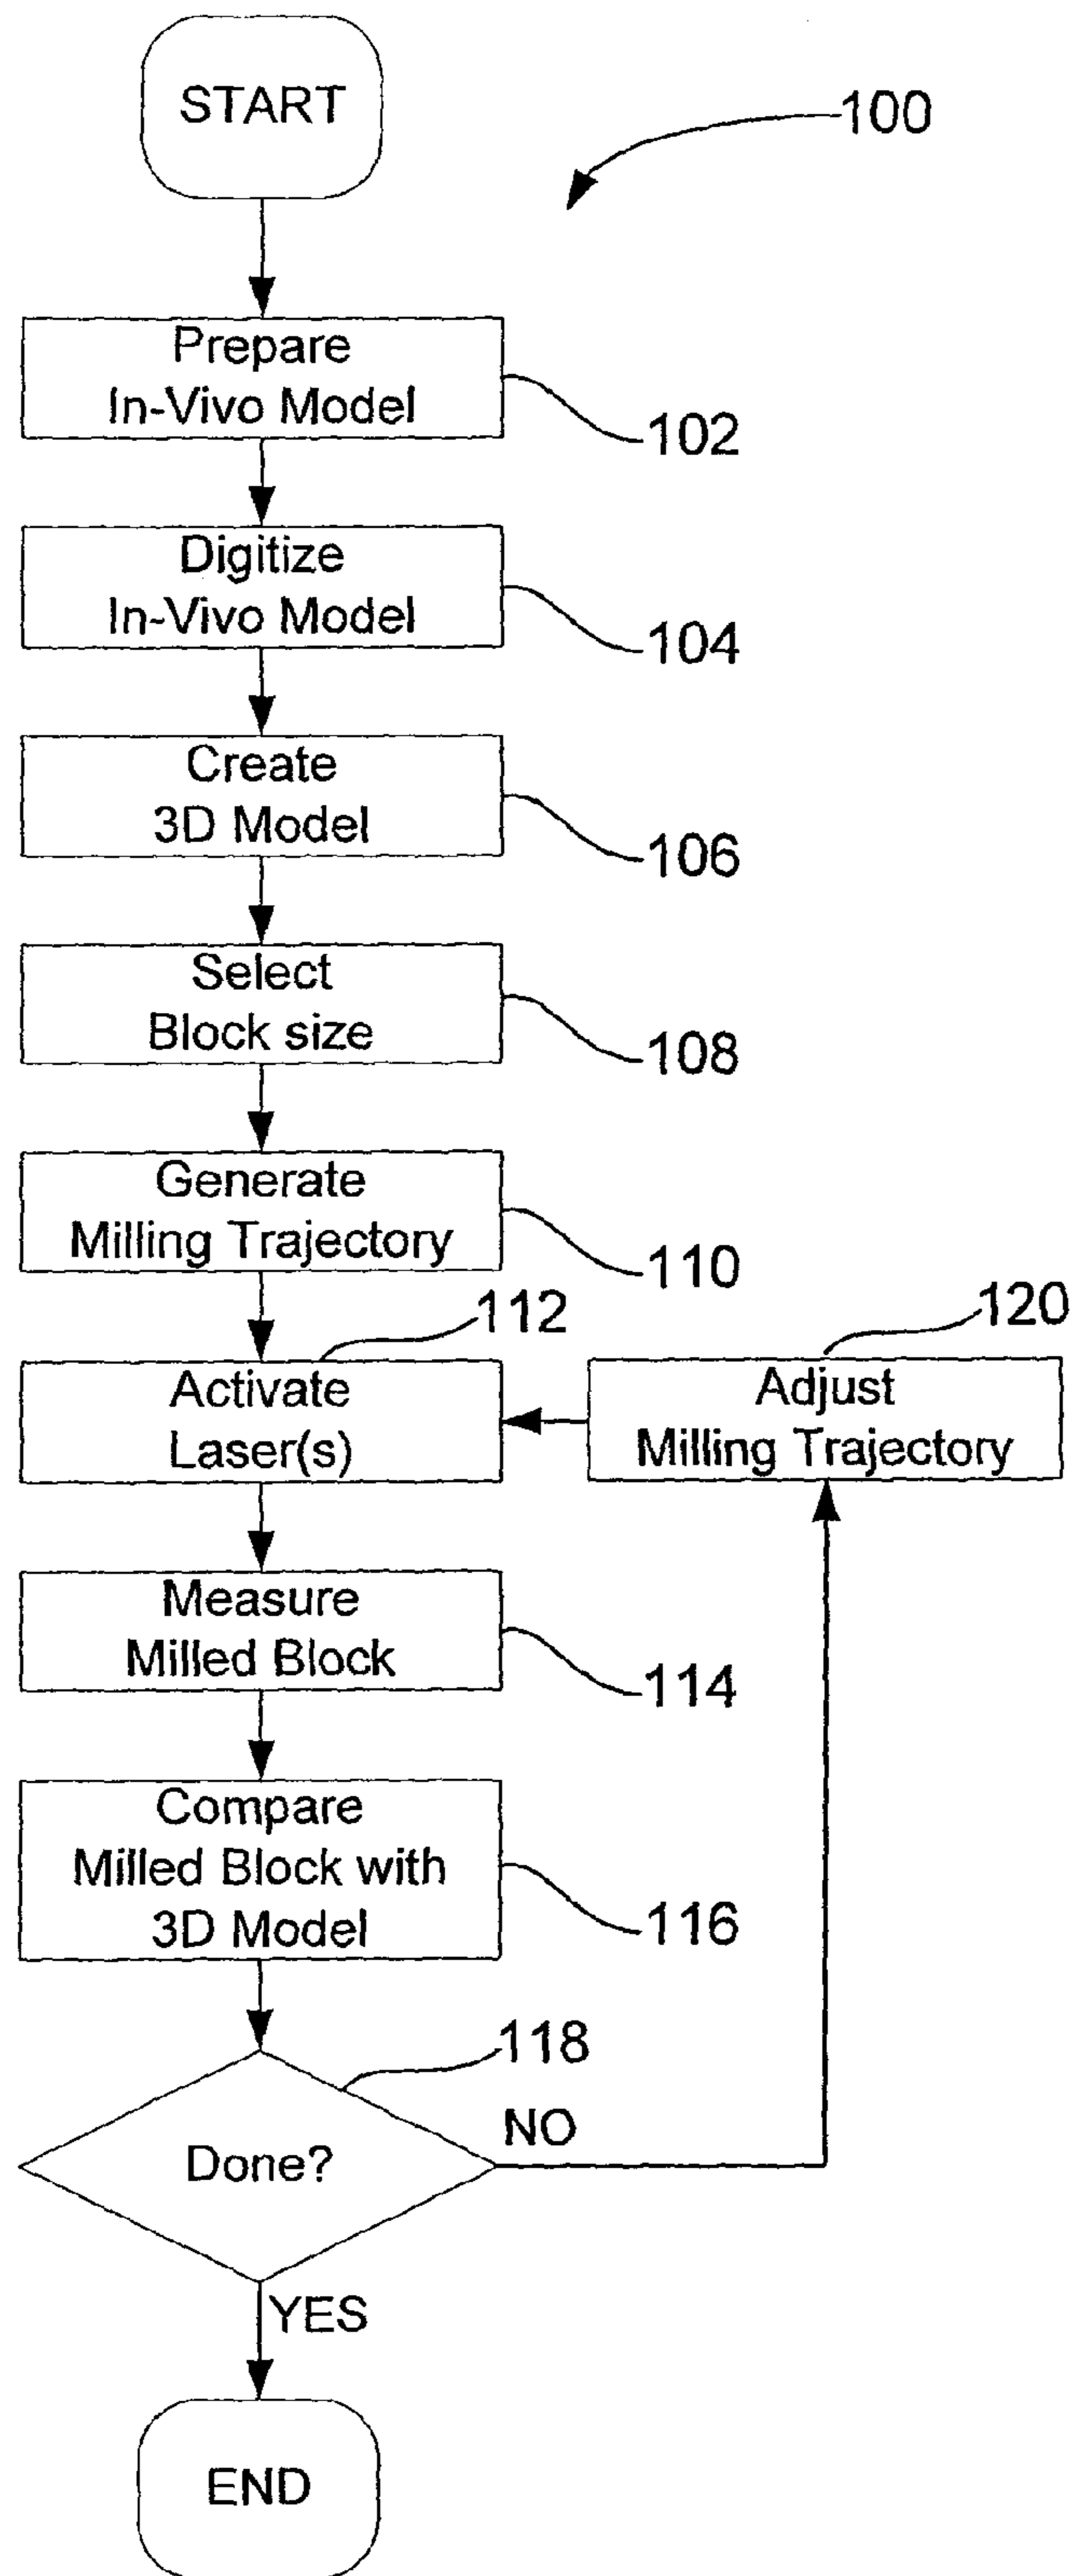 START
100
Prepare
In-Vivo Model
102
Digitize
In-Vivo Model
104
Create
3D Model
106
Select
Block size
108
Generate
Milling Trajectory
110
112
120
Activate
Laser(s)
Adjust
Milling Trajectory
Measure
Milled Block
114
Compare
Milled Block with
3D Model
116
118
Done?
NO
YES
END